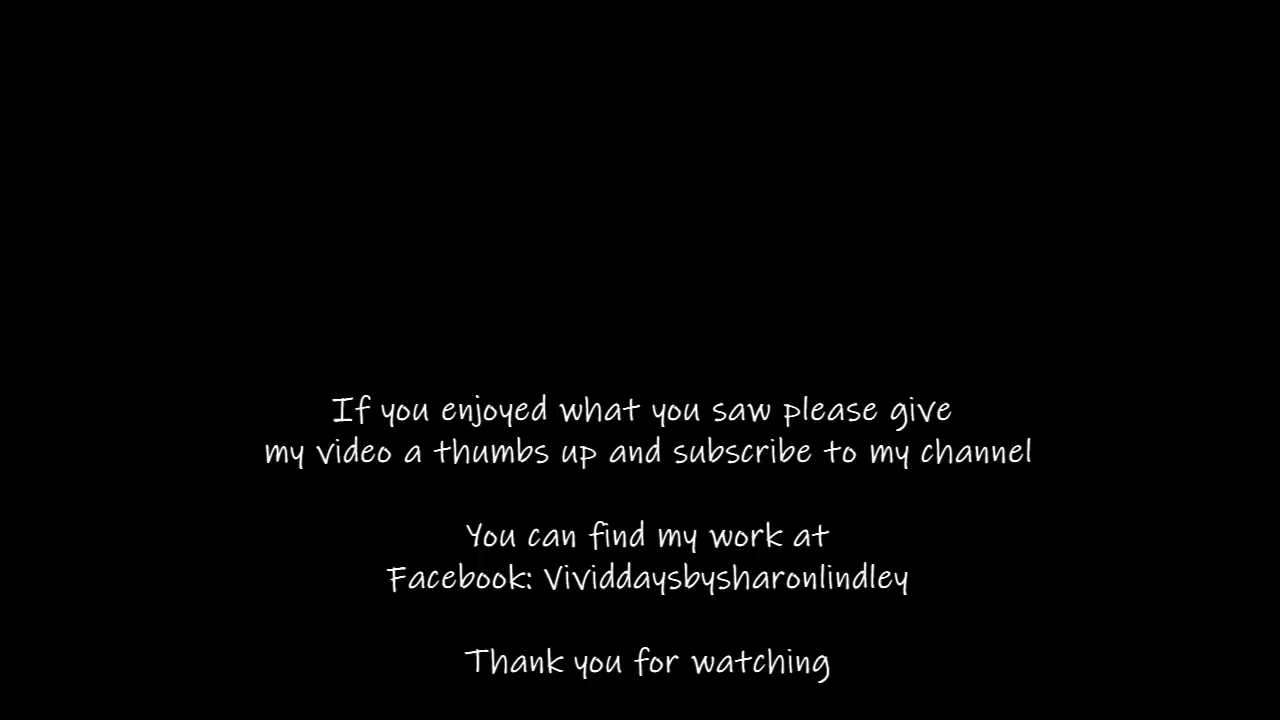 If you enjoyed what you saw please give
my video a thumbs up and subscribe to my channel
You can find my work at
Facebook: Vividdaysbysharonlindley
Thank you for watching